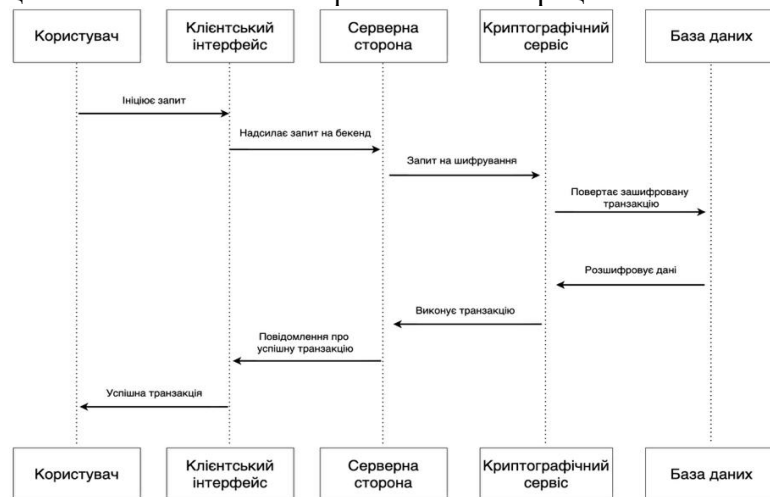 Користувач
Клієнтський
інтерфейс
Серверна
сторона
Криптографічний
сервіс
База даних
Ініціює запит
Надсилає запит на бекенд
Запит на шифрування
Повертає зашифровану
транзакцію
Розшифровує дані
Виконує транзакцію
Повідомлення про
успішну транзакцію
Успішна транзакція
Користувач
Клієнтський
інтерфейс
Серверна
сторона
Криптографічний
сервіс
База даних